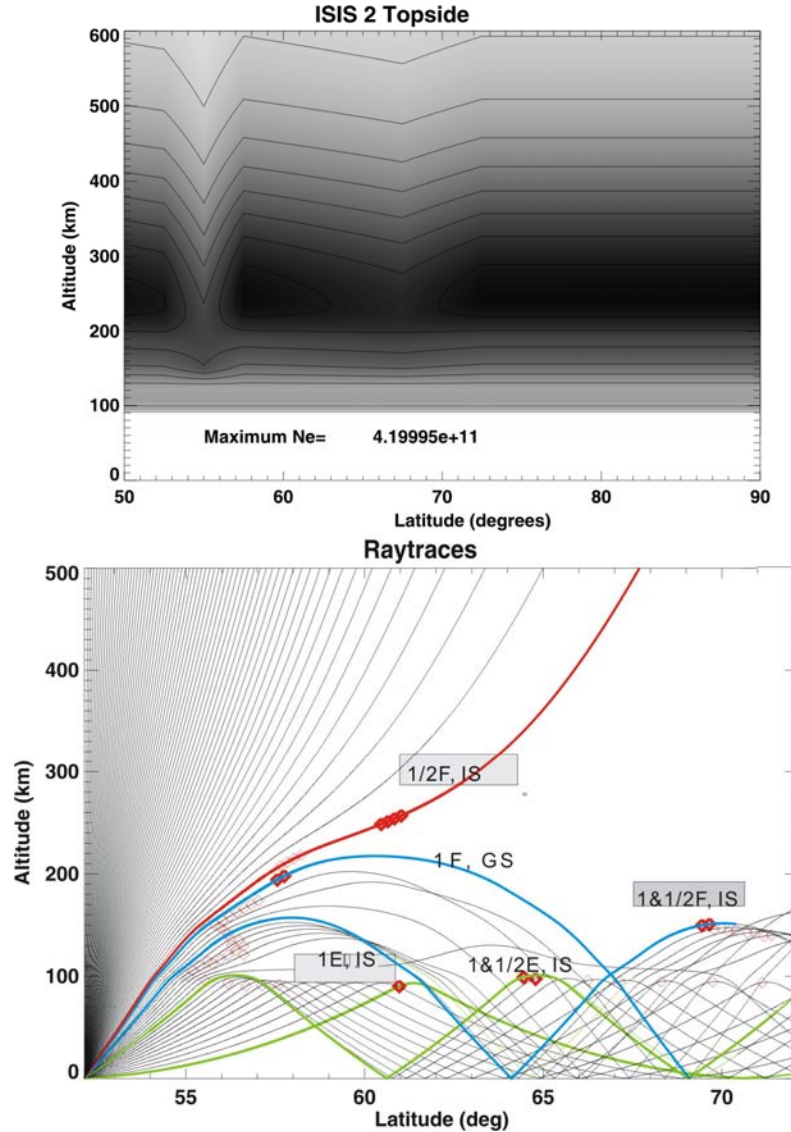 ISIS 2 Topside
600
500
400
300
200
100
0
Altitude (km)
Maximum Ne= 4.19995e+11
50 60 70 80 90
Latitude (degrees)
Raytraces
500
400
300
200
100
0
Altitude (km)
1/2F, IS
1F, GS
1&1/2F, IS
1E, IS
1&1/2E, IS
55 60 65 70
Latitude (deg)